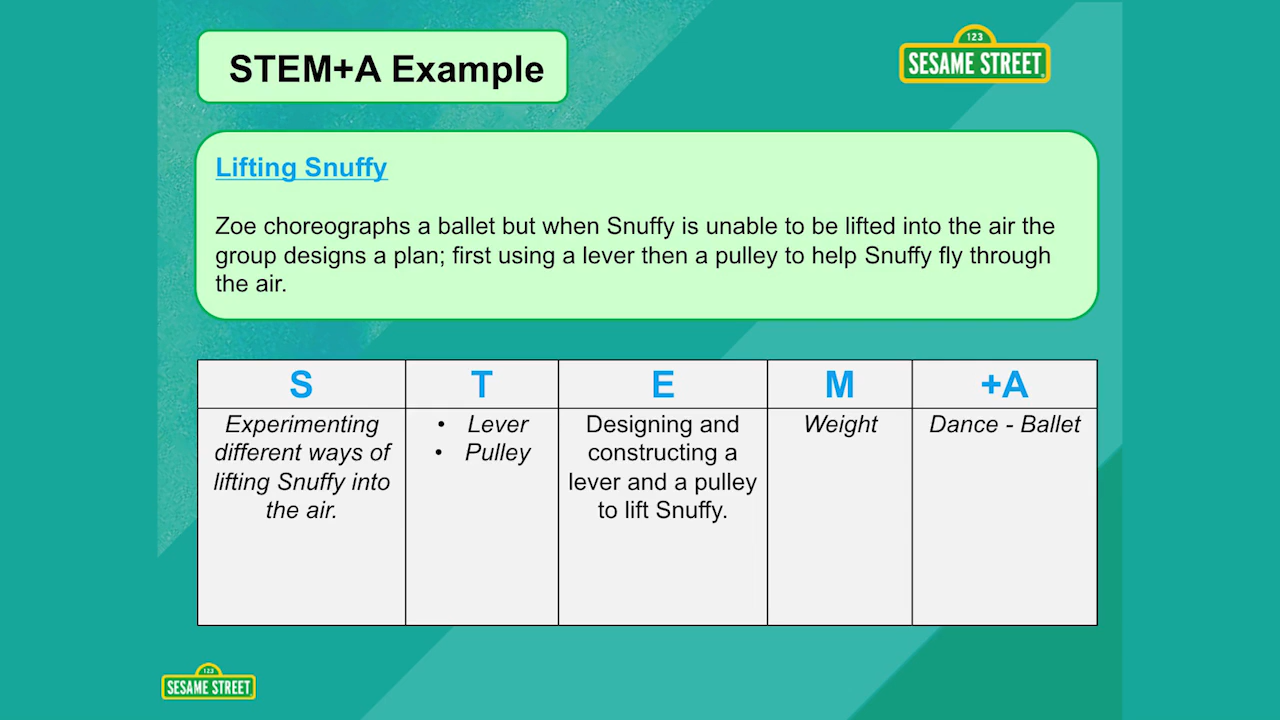 STEM+A Example
123
SESAME STREET
Lifting Snuffy
Zoe choreographs a ballet but when Snuffy is unable to be lifted into the air the
group designs a plan; first using a lever then a pulley to help Snuffy fly through
the air.
S
T
E
M
+A
Experimenting
different ways of
lifting Snuffy into
the air.
• Lever
• Pulley
Designing and
constructing a
lever and a pulley
to lift Snuffy.
Weight
Dance - Ballet
123
SESAME STREET